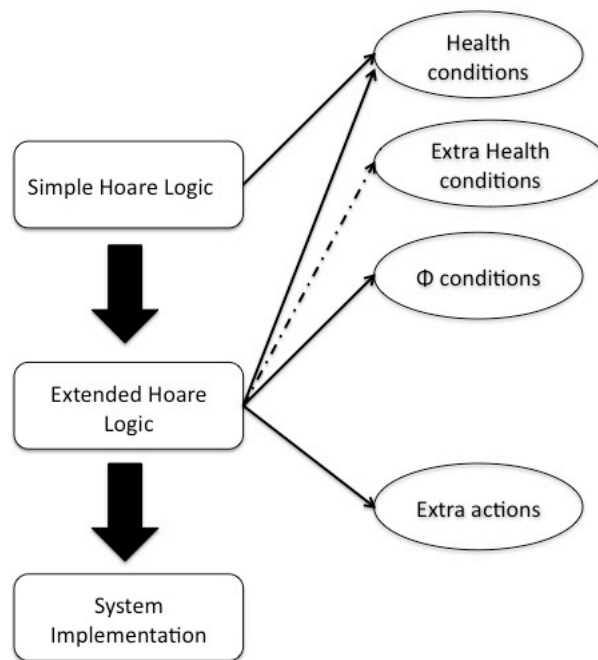 Health
conditions
Simple Hoare Logic
Extra Health
conditions
Φ conditions
Extended Hoare
Logic
Extra actions
System
Implementation